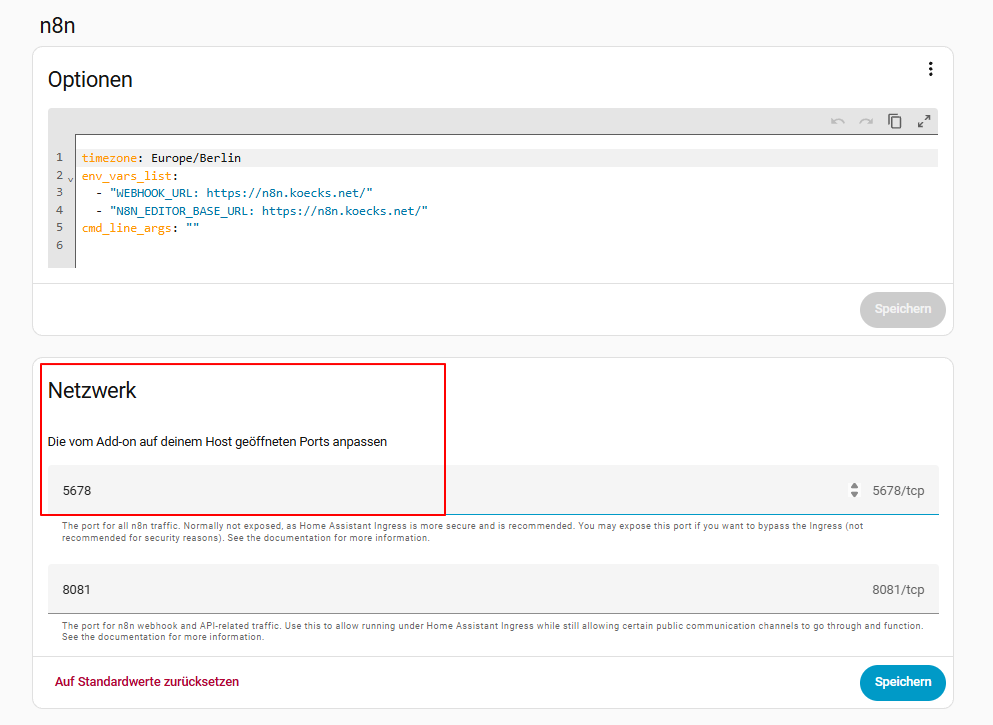 n8n
Optionen
1 timezone: Europe/Berlin
2 env_vars_list:
3 - "WEBHOOK_URL: https://n8n.koecks.net/"
4 - "N8N_EDITOR_BASE_URL: https://n8n.koecks.net/"
5 cmd_line_args: ""
6
Speichern
Netzwerk
Die vom Add-on auf deinem Host geöffneten Ports anpassen
5678 5678/tcp
The port for all n8n traffic. Normally not exposed, as Home Assistant Ingress is more secure and is recommended. You may expose this port if you want to bypass the Ingress (not
recommended for security reasons). See the documentation for more information.
8081 8081/tcp
The port for n8n webhook and API-related traffic. Use this to allow running under Home Assistant Ingress while still allowing certain public communication channels to go through and function.
See the documentation for more information.
Auf Standardwerte zurücksetzen Speichern